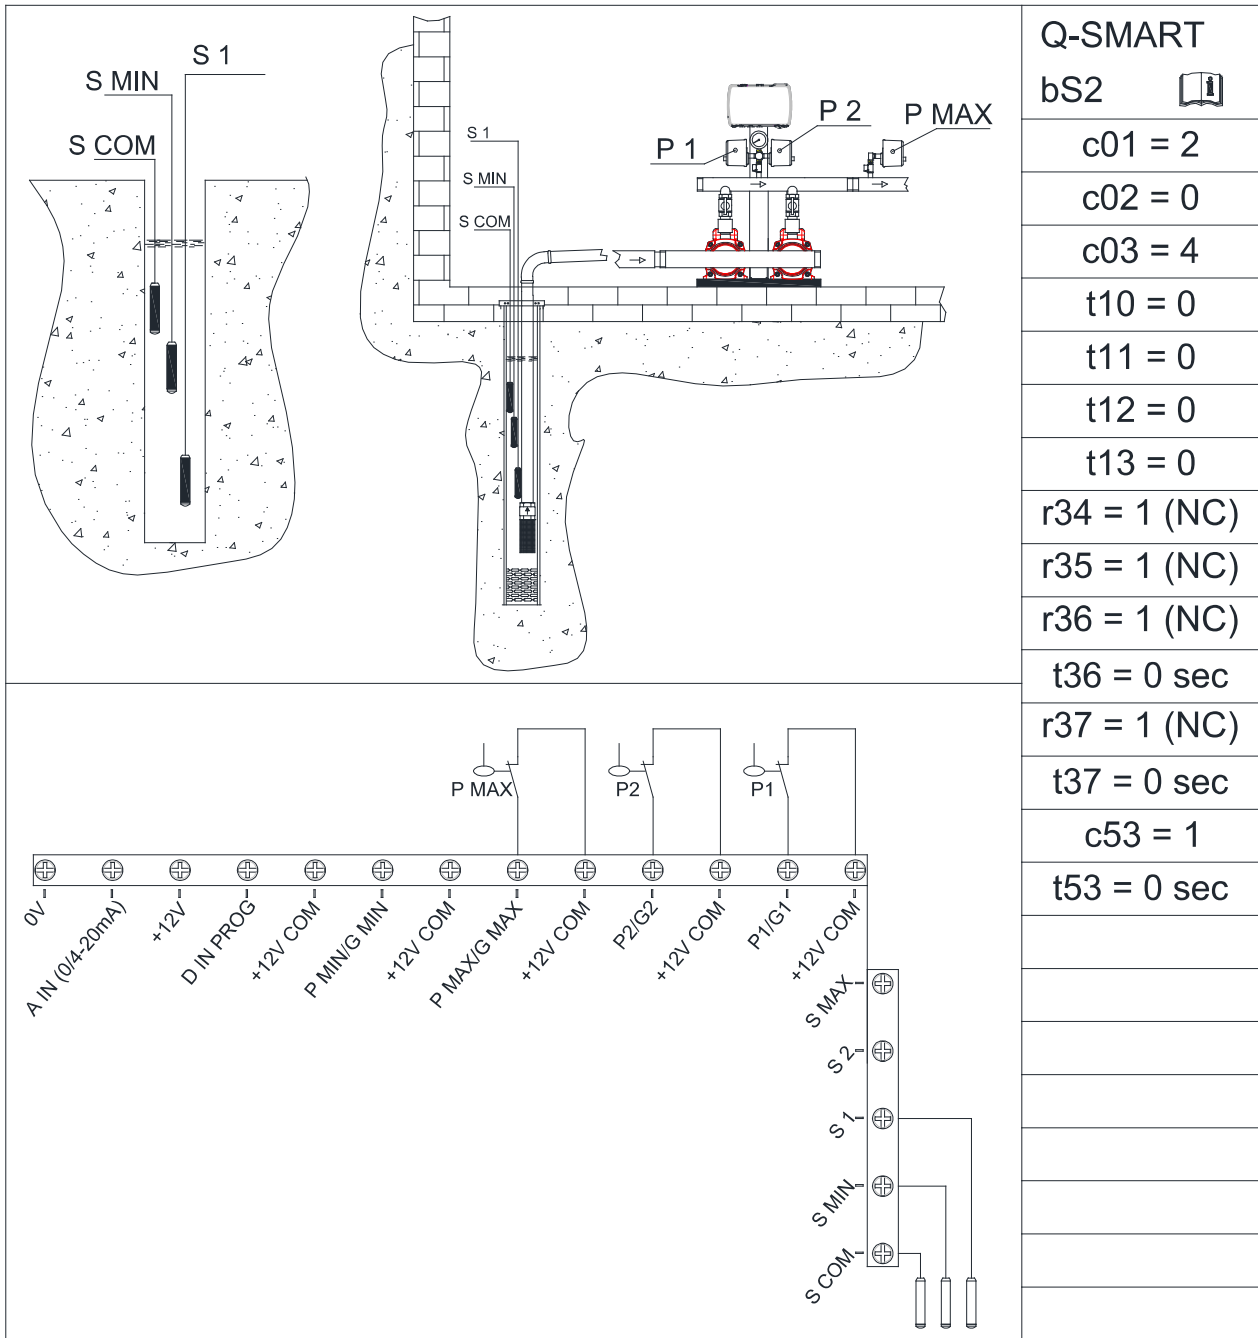 S 1
S MIN
S COM
S 1
S MIN
S COM
P 1
P 2
P MAX
Q-SMART
bS2
c01 = 2
c02 = 0
c03 = 4
t10 = 0
t11 = 0
t12 = 0
t13 = 0
r34 = 1 (NC)
r35 = 1 (NC)
r36 = 1 (NC)
t36 = 0 sec
r37 = 1 (NC)
t37 = 0 sec
c53 = 1
t53 = 0 sec
P MAX
P2
P1
0V
A IN (0/4-20mA)
+12V
D IN PROG
+12V COM
P MIN/G MIN
+12V COM
P MAX/G MAX
+12V COM
P2/G2
+12V COM
P1/G1
+12V COM
S MAX
S 2
S 1
S MIN
S COM